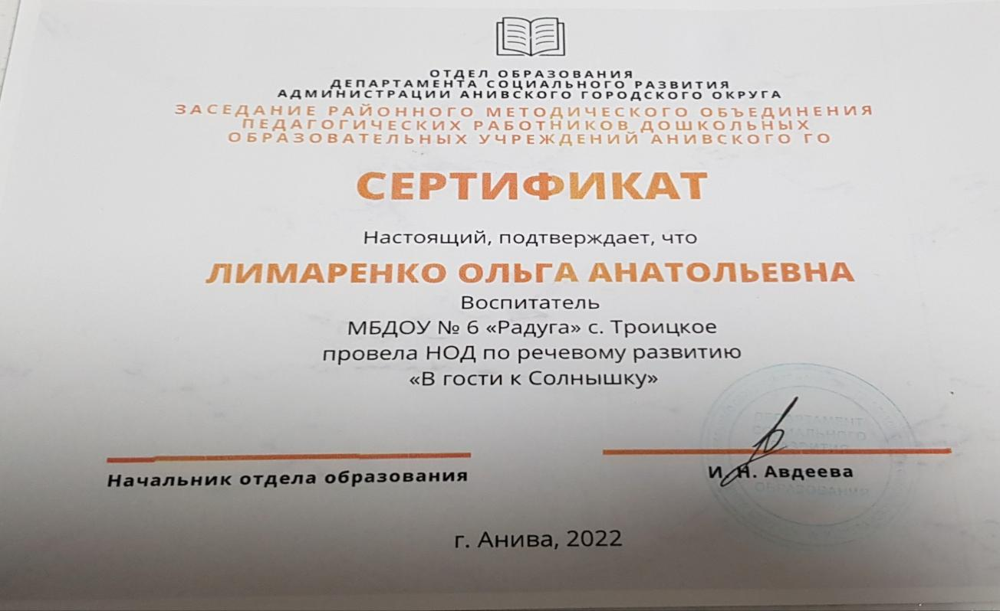 ОТДЕЛ ОБРАЗОВАНИЯ
ДЕПАРТАМЕНТА СОЦИАЛЬНОГО РАЗВИТИЯ
АДМИНИСТРАЦИИ АНИВСКОГО ГОРОДСКОГО ОКРУГА
ЗАСЕДАНИЕ РАЙОННОГО МЕТОДИЧЕСКОГО ОБЪЕДИНЕНИЯ
ПЕДАГОГИЧЕСКИХ РАБОТНИКОВ ДОШКОЛЬНЫХ
ОБРАЗОВАТЕЛЬНЫХ УЧРЕЖДЕНИЙ АНИВСКОГО ГО
СЕРТИФИКАТ
Настоящий, подтверждает, что
ЛИМАРЕНКО ОЛЬГА АНАТОЛЬЕВНА
Воспитатель
МБДОУ № 6 «Радуга» с. Троицкое
провела НОД по речевому развитию
«В гости к Солнышку»
ДЕПАРТАМЕНТ
СОЦИАЛЬНОГО
РАЗВИТИЯ
Начальник отдела образования
И. Н. Авдеева
ОБРАЗОВАНИЯ
г. Анива, 2022